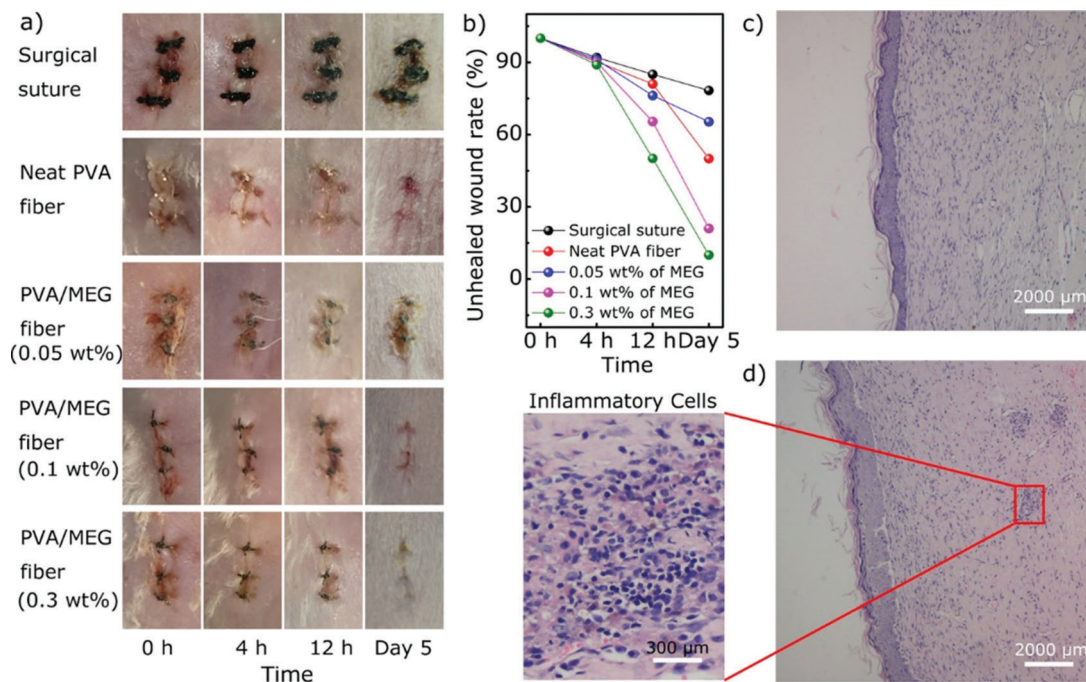 a)
Surgical
suture
Neat PVA
fiber
PVA/MEG
fiber
(0.05 wt%)
PVA/MEG
fiber
(0.1 wt%)
PVA/MEG
fiber
(0.3 wt%)
0 h 4 h 12 h Day 5
Time
b)
Unhealed wound rate (%)
90
60
30
0
Surgical suture
Neat PVA fiber
0.05 wt% of MEG
0.1 wt% of MEG
0.3 wt% of MEG
0 h 4 h 12 h Day 5
Time
Inflammatory Cells
300 μm
c)
2000 μm
d)
2000 μm